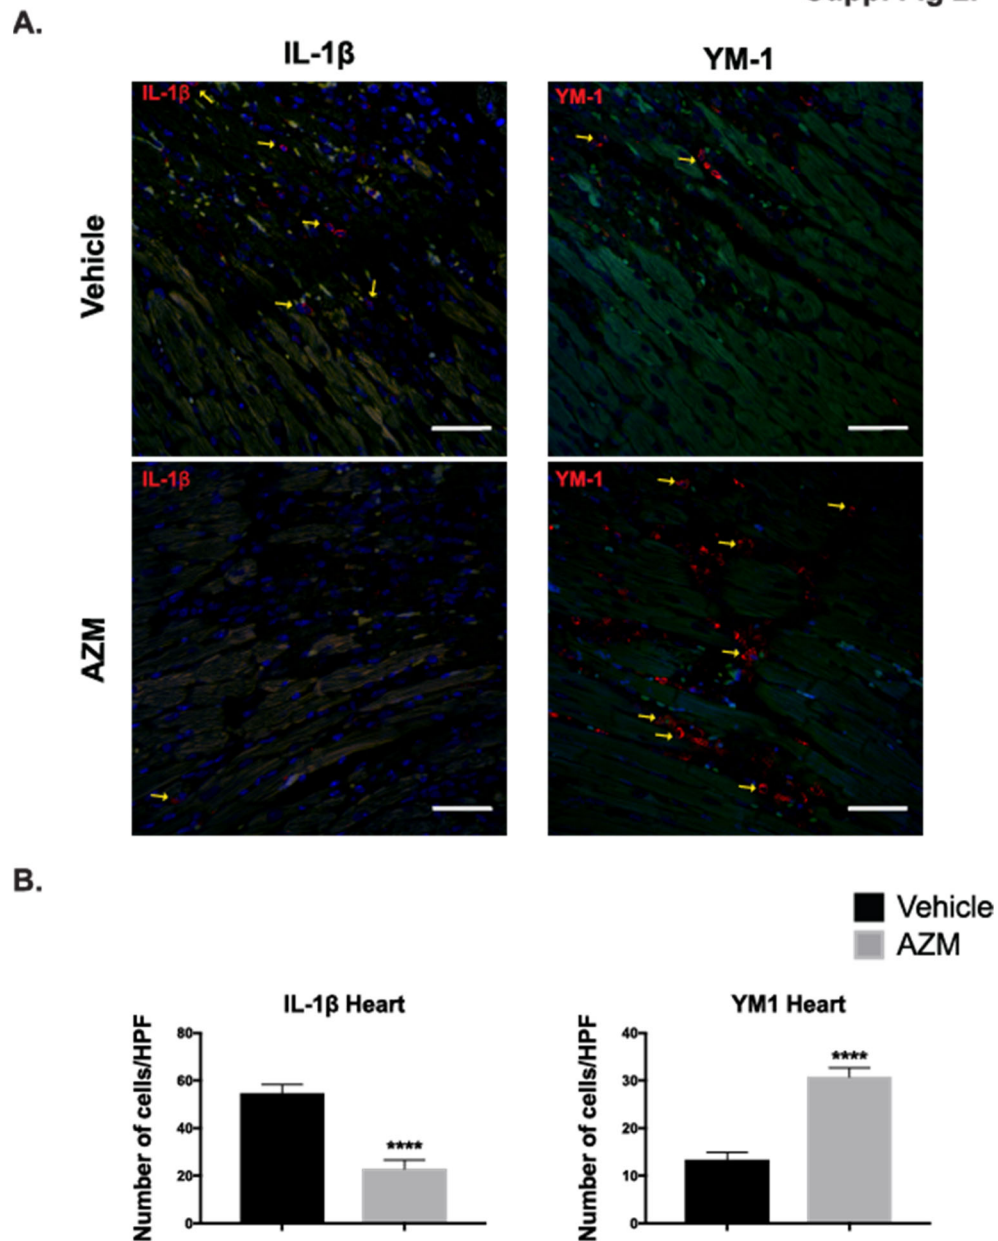 A.
IL-1β
YM-1
Vehicle
IL-1β
YM-1
AZM
IL-1β
YM-1
B.
Vehicle
AZM
IL-1β Heart
Number of cells/HPF
80
60
40
20
0
****
YM1 Heart
Number of cells/HPF
40
30
20
10
0
****